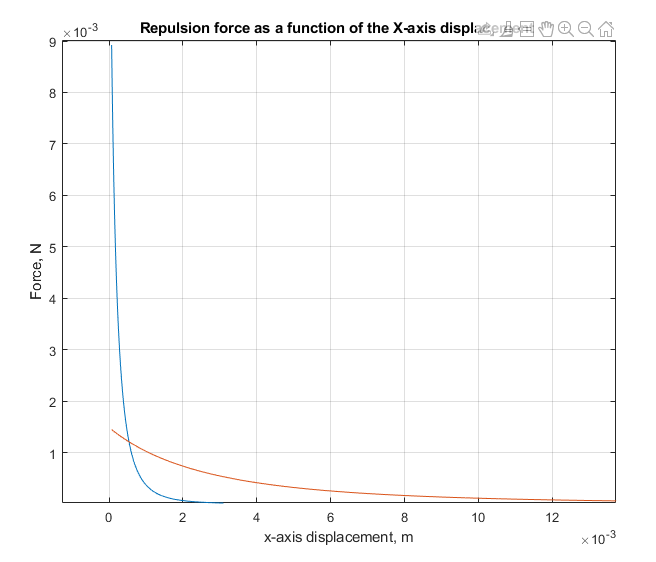 Repulsion force as a function of the X-axis displacement
×10⁻³
9
8
7
6
5
4
3
2
1
Force, N
0 2 4 6 8 10 12
x-axis displacement, m
×10⁻³